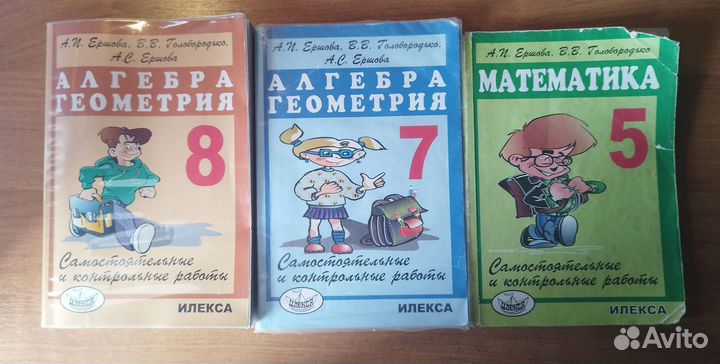 А.П. Ершова, В.В. Голобородько,
А.С. Ершова
АЛГЕБРА
ГЕОМЕТРИЯ
8
Самостоятельные
и контрольные работы
ИЛЕКСА
ИЛЕКСА
А.П. Ершова, В.В. Голобородько,
А.С. Ершова
АЛГЕБРА
ГЕОМЕТРИЯ
7
Самостоятельные
и контрольные работы
ИЛЕКСА
ИЛЕКСА
А.П. Ершова, В.В. Голобородько
МАТЕМАТИКА
5
Самостоятельные
и контрольные работы
ИЛЕКСА
ИЛЕКСА
Avito